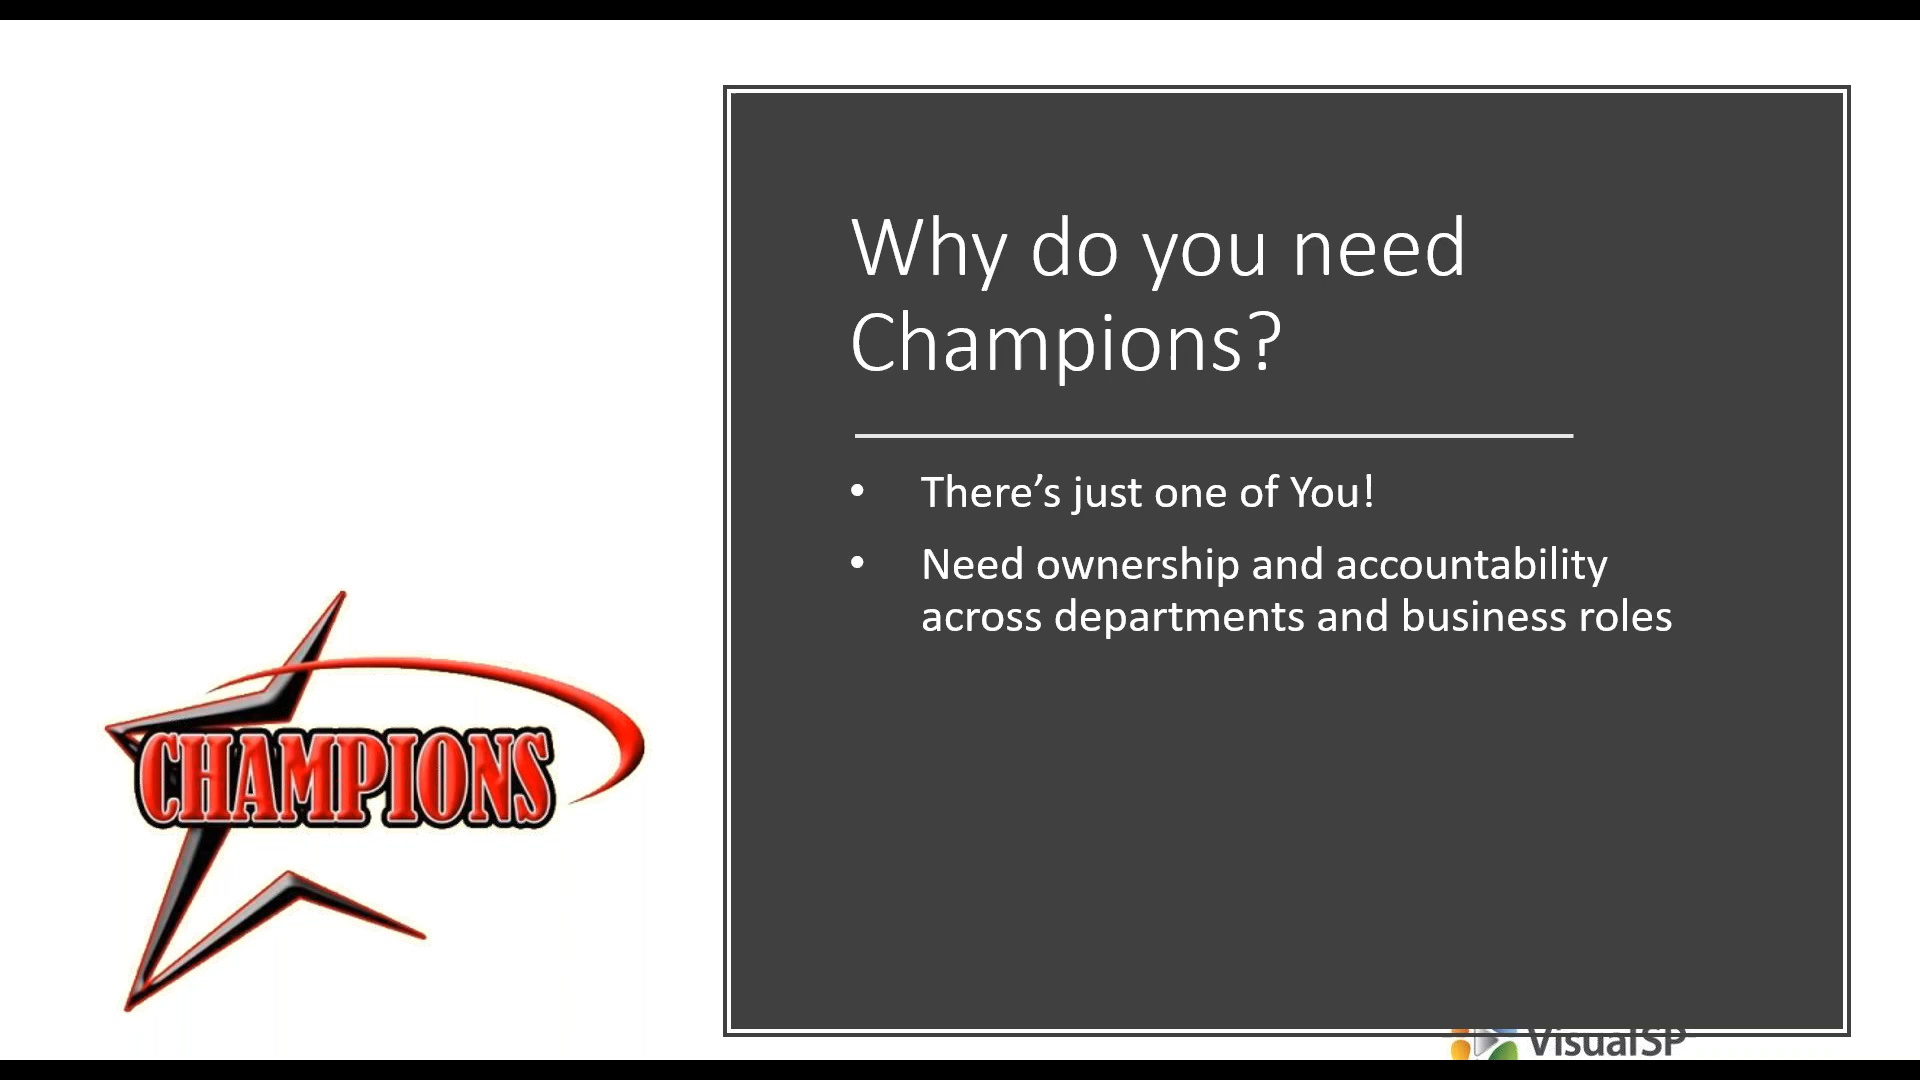 Why do you need
Champions?
• There’s just one of You!
• Need ownership and accountability
across departments and business roles
CHAMPIONS
VisualSP